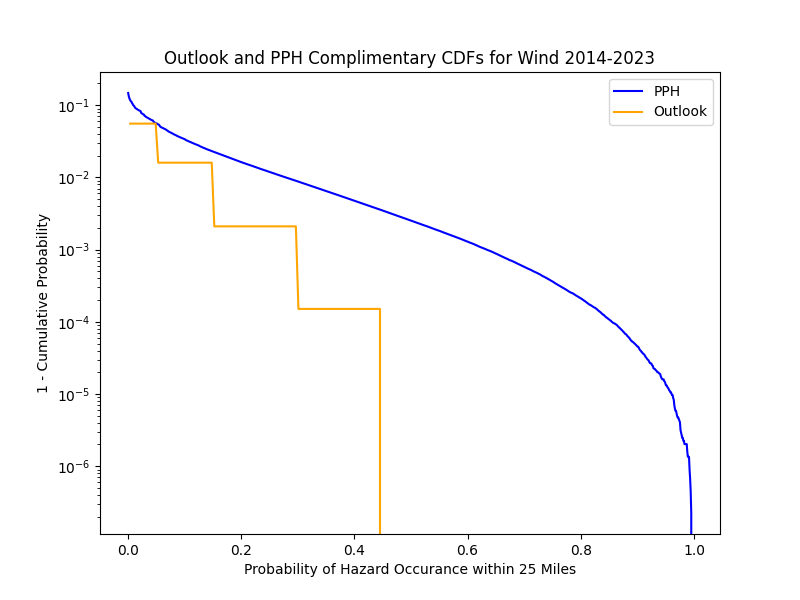 Outlook and PPH Complimentary CDFs for Wind 2014-2023
PPH
Outlook
10⁻¹
10⁻²
10⁻³
10⁻⁴
10⁻⁵
10⁻⁶
1 - Cumulative Probability
0.0 0.2 0.4 0.6 0.8 1.0
Probability of Hazard Occurance within 25 Miles